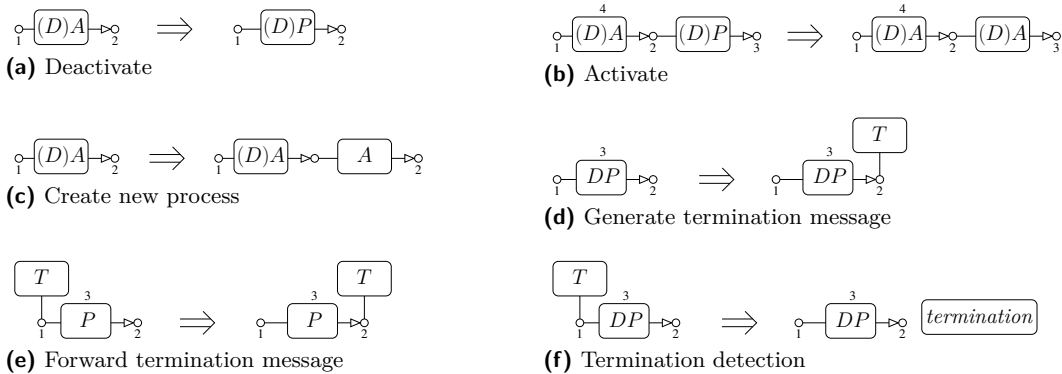 (D)A ⇒ (D)P
1 2 1 2
(a) Deactivate
4 4
(D)A (D)P ⇒ (D)A (D)A
1 2 3 1 2 3
(b) Activate
(D)A ⇒ (D)A A
1 2 1 2
(c) Create new process
T
3 3
DP ⇒ DP
1 2 1 2
(d) Generate termination message
T T
3 3
P ⇒ P
1 2 1 2
(e) Forward termination message
T
3 3
DP ⇒ DP termination
1 2 1 2
(f) Termination detection